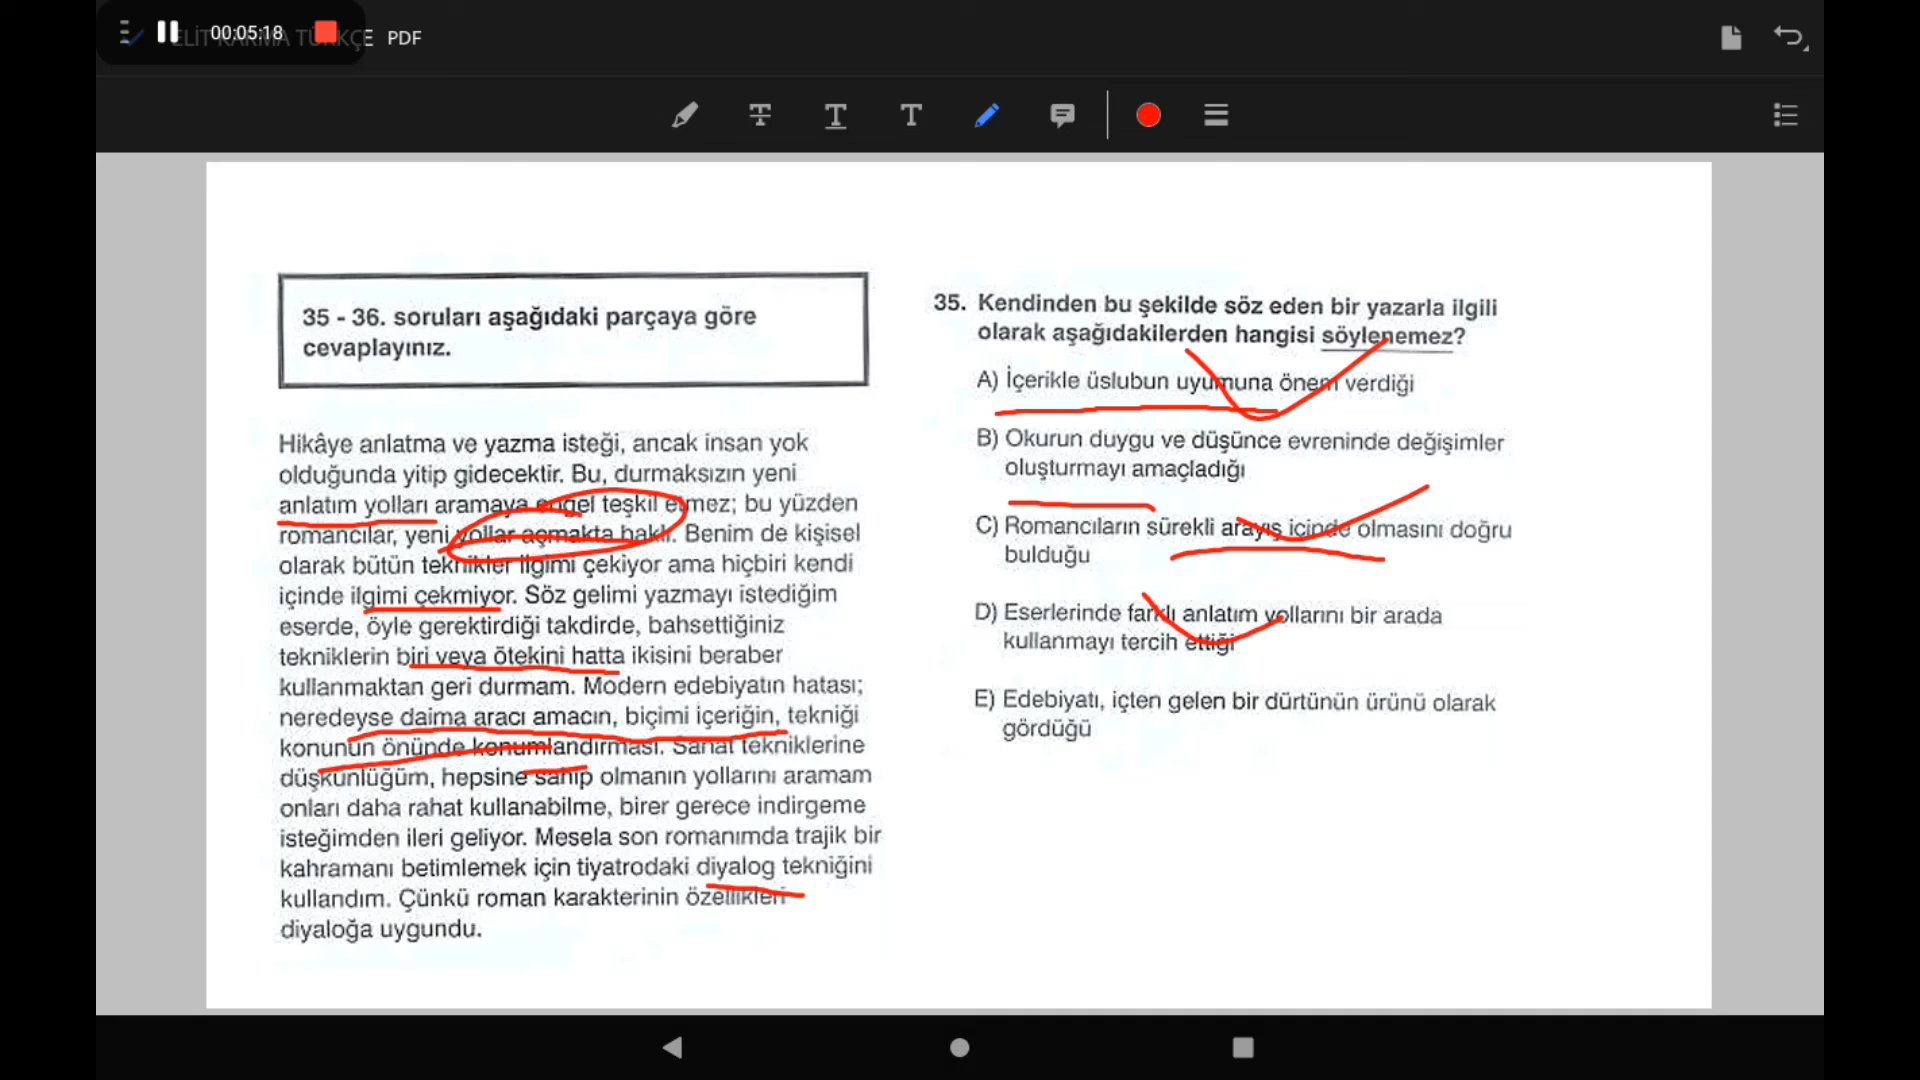 00:05:18
ELİT KARMA TÜRKÇE PDF
35 - 36. soruları aşağıdaki parçaya göre
cevaplayınız.
Hikâye anlatma ve yazma isteği, ancak insan yok
olduğunda yitip gidecektir. Bu, durmaksızın yeni
anlatım yolları aramaya engel teşkil etmez; bu yüzden
romancılar, yeni yollar açmakta haklı. Benim de kişisel
olarak bütün teknikler ilgimi çekiyor ama hiçbiri kendi
içinde ilgimi çekmiyor. Söz gelimi yazmayı istediğim
eserde, öyle gerektirdiği takdirde, bahsettiğiniz
tekniklerin biri veya ötekini hatta ikisini beraber
kullanmaktan geri durmam. Modern edebiyatın hatası;
neredeyse daima aracı amacın, biçimi içeriğin, tekniği
konunun önünde konumlandırması. Sanat tekniklerine
düşkünlüğüm, hepsine sahip olmanın yollarını aramam
onları daha rahat kullanabilme, birer gerece indirgeme
isteğimden ileri geliyor. Mesela son romanımda trajik bir
kahramanı betimlemek için tiyatrodaki diyalog tekniğini
kullandım. Çünkü roman karakterinin özellikleri
diyaloğa uygundu.
35. Kendinden bu şekilde söz eden bir yazarla ilgili
olarak aşağıdakilerden hangisi söylenemez?
A) İçerikle üslubun uyumuna önem verdiği
B) Okurun duygu ve düşünce evreninde değişimler
oluşturmayı amaçladığı
C) Romancıların sürekli arayış içinde olmasını doğru
bulduğu
D) Eserlerinde farklı anlatım yollarını bir arada
kullanmayı tercih ettiği
E) Edebiyatı, içten gelen bir dürtünün ürünü olarak
gördüğü